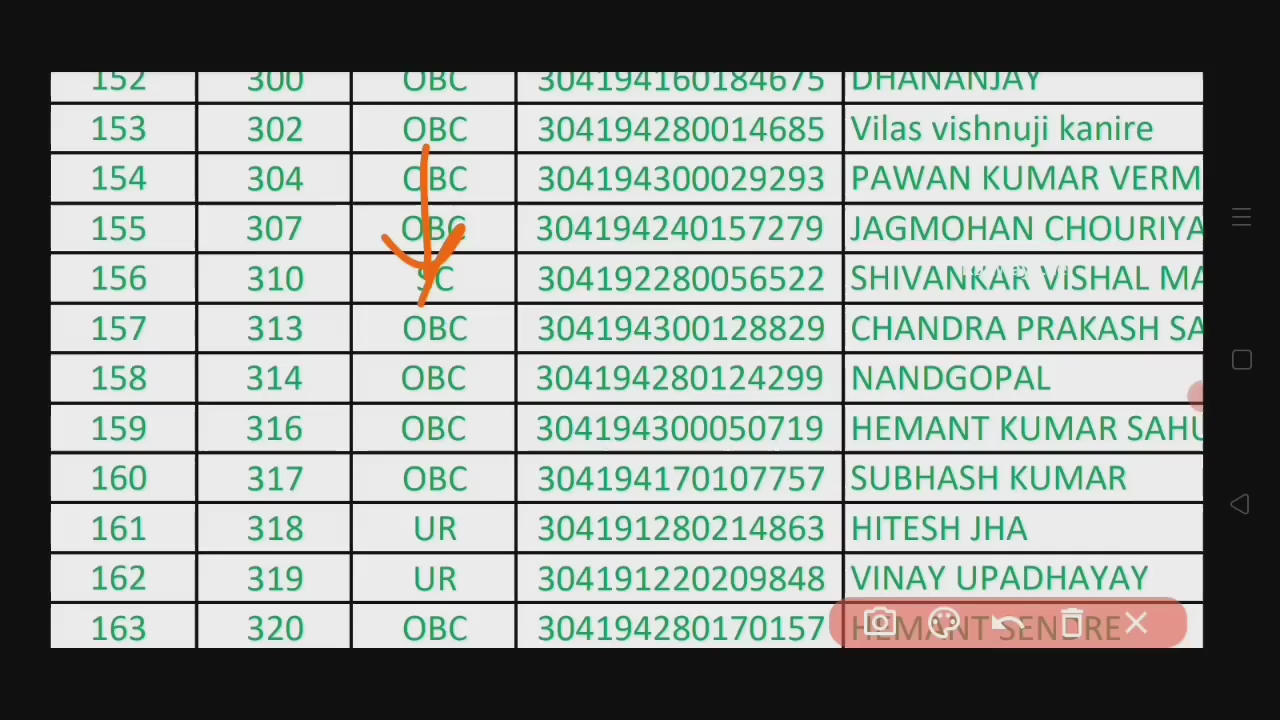 152 300 OBC 304194160184675 DHANANJAY
153 302 OBC 304194280014685 Vilas vishnuji kanire
154 304 OBC 304194300029293 PAWAN KUMAR VERM
155 307 OBC 304194240157279 JAGMOHAN CHOURIYA
156 310 SC 304192280056522 SHIVANKAR VISHAL MA
157 313 OBC 304194300128829 CHANDRA PRAKASH SA
158 314 OBC 304194280124299 NANDGOPAL
159 316 OBC 304194300050719 HEMANT KUMAR SAHU
160 317 OBC 304194170107757 SUBHASH KUMAR
161 318 UR 304191280214863 HITESH JHA
162 319 UR 304191220209848 VINAY UPADHAYAY
163 320 OBC 304194280170157 HEMANT SENDRE